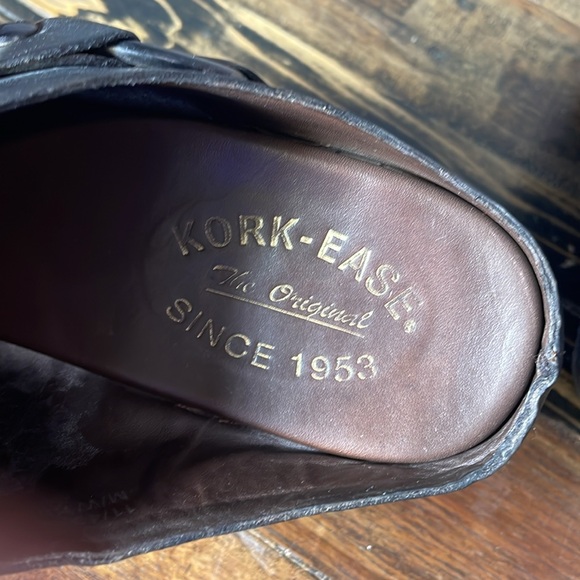 KORK-EASE®
The Original
SINCE 1953